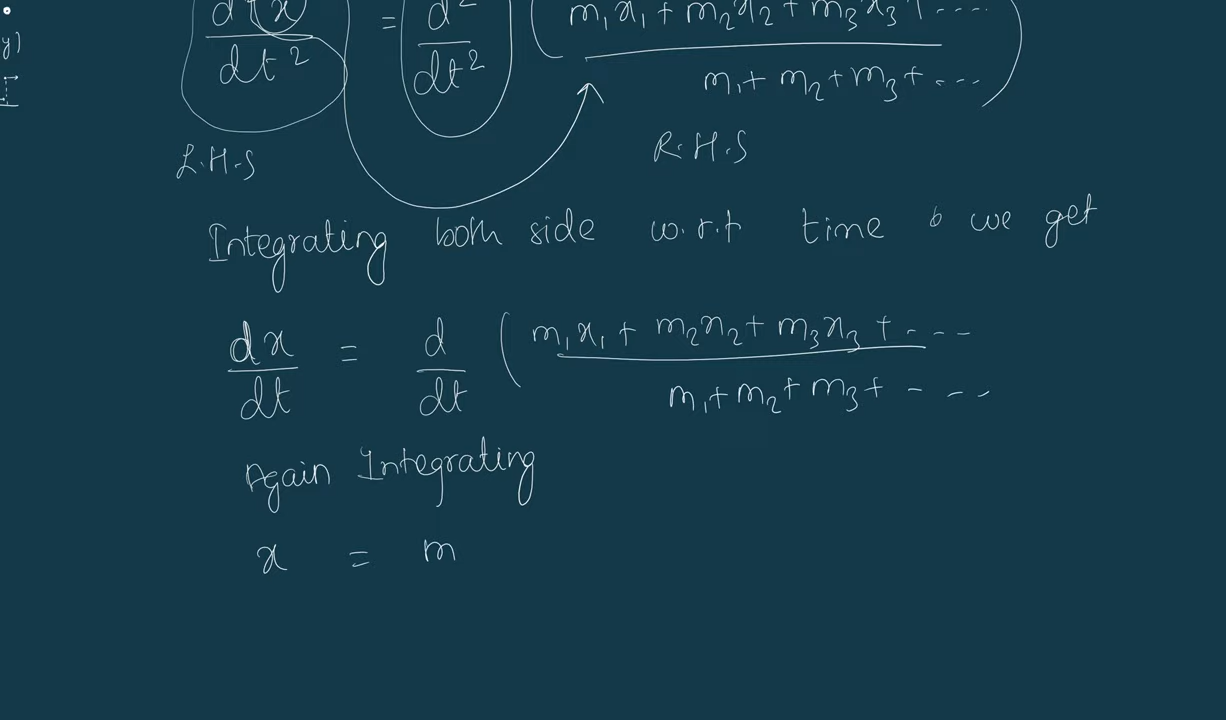 y)
d²(x)/dt² = d²/dt² (m₁x₁ + m₂x₂ + m₃x₃ + ..../m₁ + m₂ + m₃ + ...)
L.H.S R.H.S
Integrating both side w.r.t time we get
dx/dt = d/dt (m₁x₁ + m₂x₂ + m₃x₃ + ..../m₁ + m₂ + m₃ + ....
Again Integrating
x = m